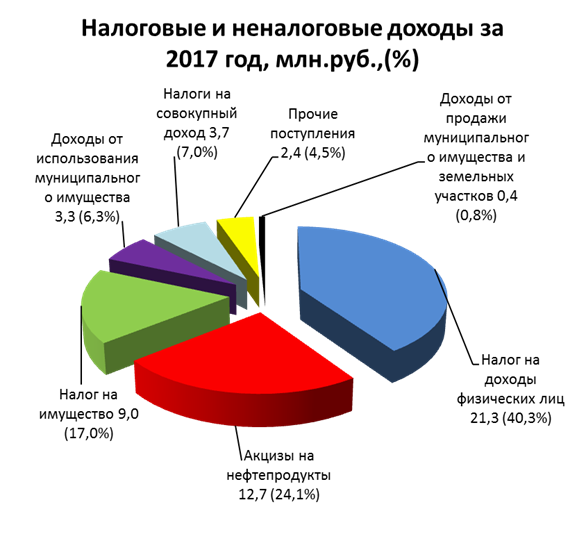 Налоговые и неналоговые доходы за
2017 год, млн.руб.,(%)
Налоги на
совокупный
доход 3,7
(7,0%)
Прочие
поступления
2,4 (4,5%)
Доходы от
продажи
муниципальног
о имущества и
земельных
участков 0,4
(0,8%)
Доходы от
использования
муниципальног
о имущества
3,3 (6,3%)
Налог на
доходы
физических лиц
21,3 (40,3%)
Налог на
имущество 9,0
(17,0%)
Акцизы на
нефтепродукты
12,7 (24,1%)